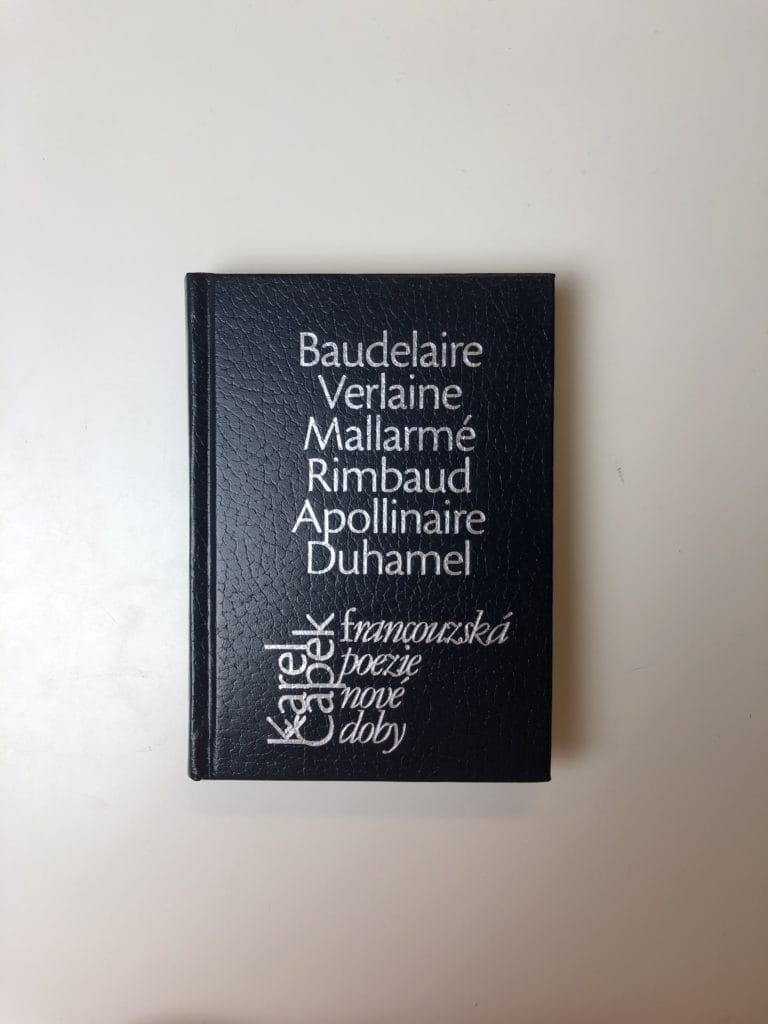 Baudelaire
Verlaine
Mallarmé
Rimbaud
Apollinaire
Duhamel
Karel
Čapek
francouzská
poezie
nové
doby